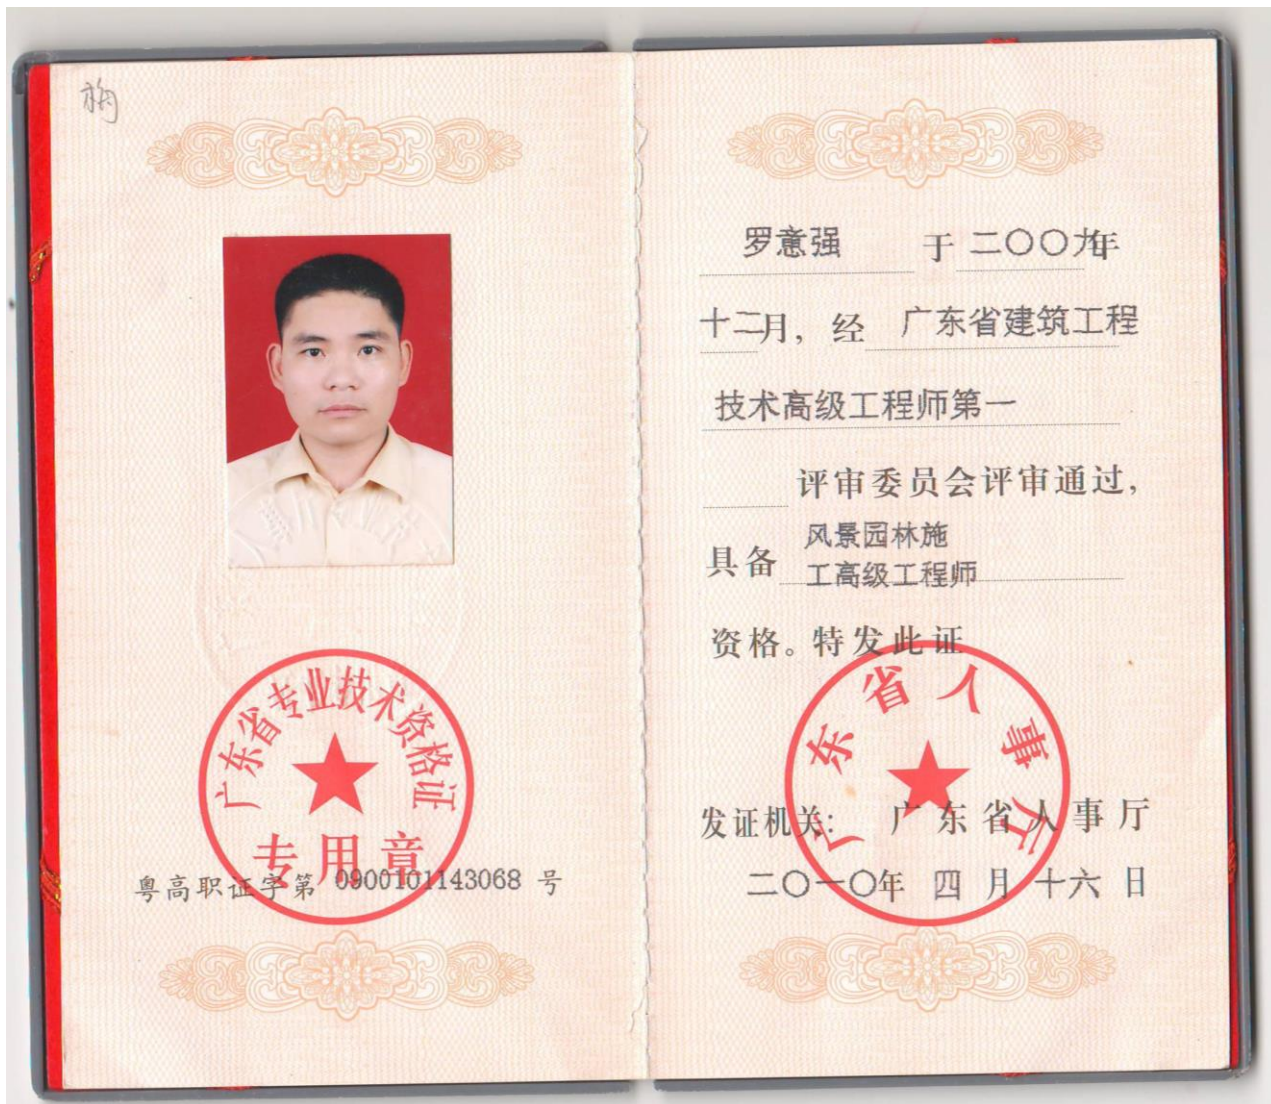 广东省专业技术资格证
专用章
粤高职证字第 0900101143068 号
罗意强 于 二〇〇九年
十二月，经 广东省建筑工程
技术高级工程师第一
评审委员会评审通过，
具备 风景园林施
工高级工程师
资格。特发此证
广东省人事厅
发证机关： 广东省人事厅
二〇一〇年 四 月 十六 日